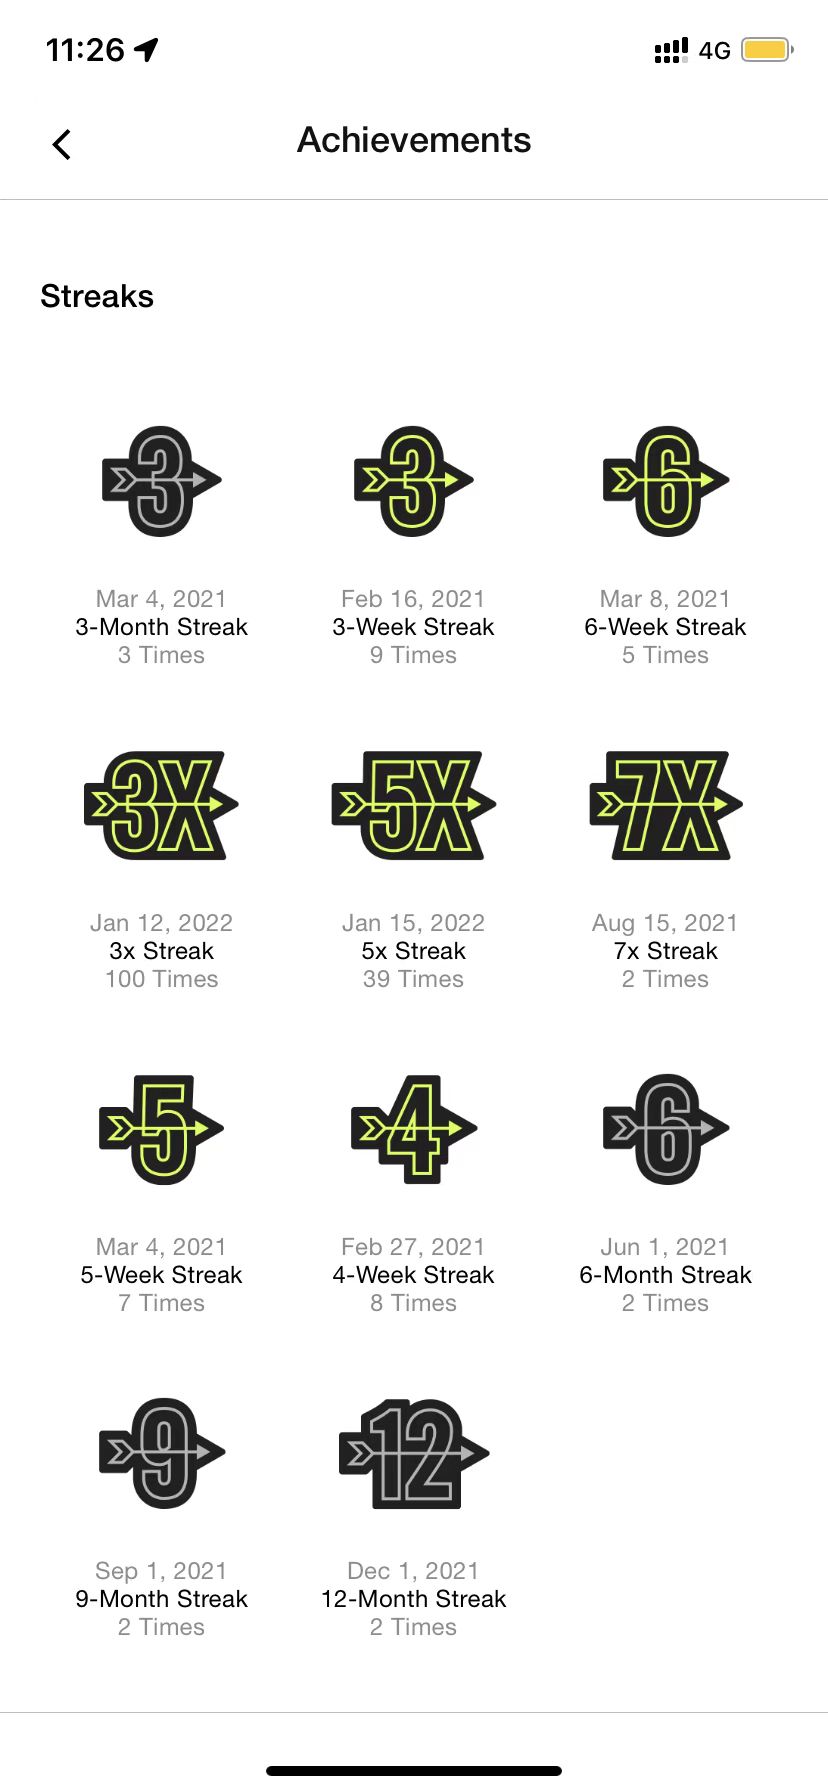 11:26
4G
Achievements
Streaks
3
3
6
Mar 4, 2021
Feb 16, 2021
Mar 8, 2021
3-Month Streak
3-Week Streak
6-Week Streak
3 Times
9 Times
5 Times
3X
5X
7X
Jan 12, 2022
Jan 15, 2022
Aug 15, 2021
3x Streak
5x Streak
7x Streak
100 Times
39 Times
2 Times
5
4
6
Mar 4, 2021
Feb 27, 2021
Jun 1, 2021
5-Week Streak
4-Week Streak
6-Month Streak
7 Times
8 Times
2 Times
9
12
Sep 1, 2021
Dec 1, 2021
9-Month Streak
12-Month Streak
2 Times
2 Times